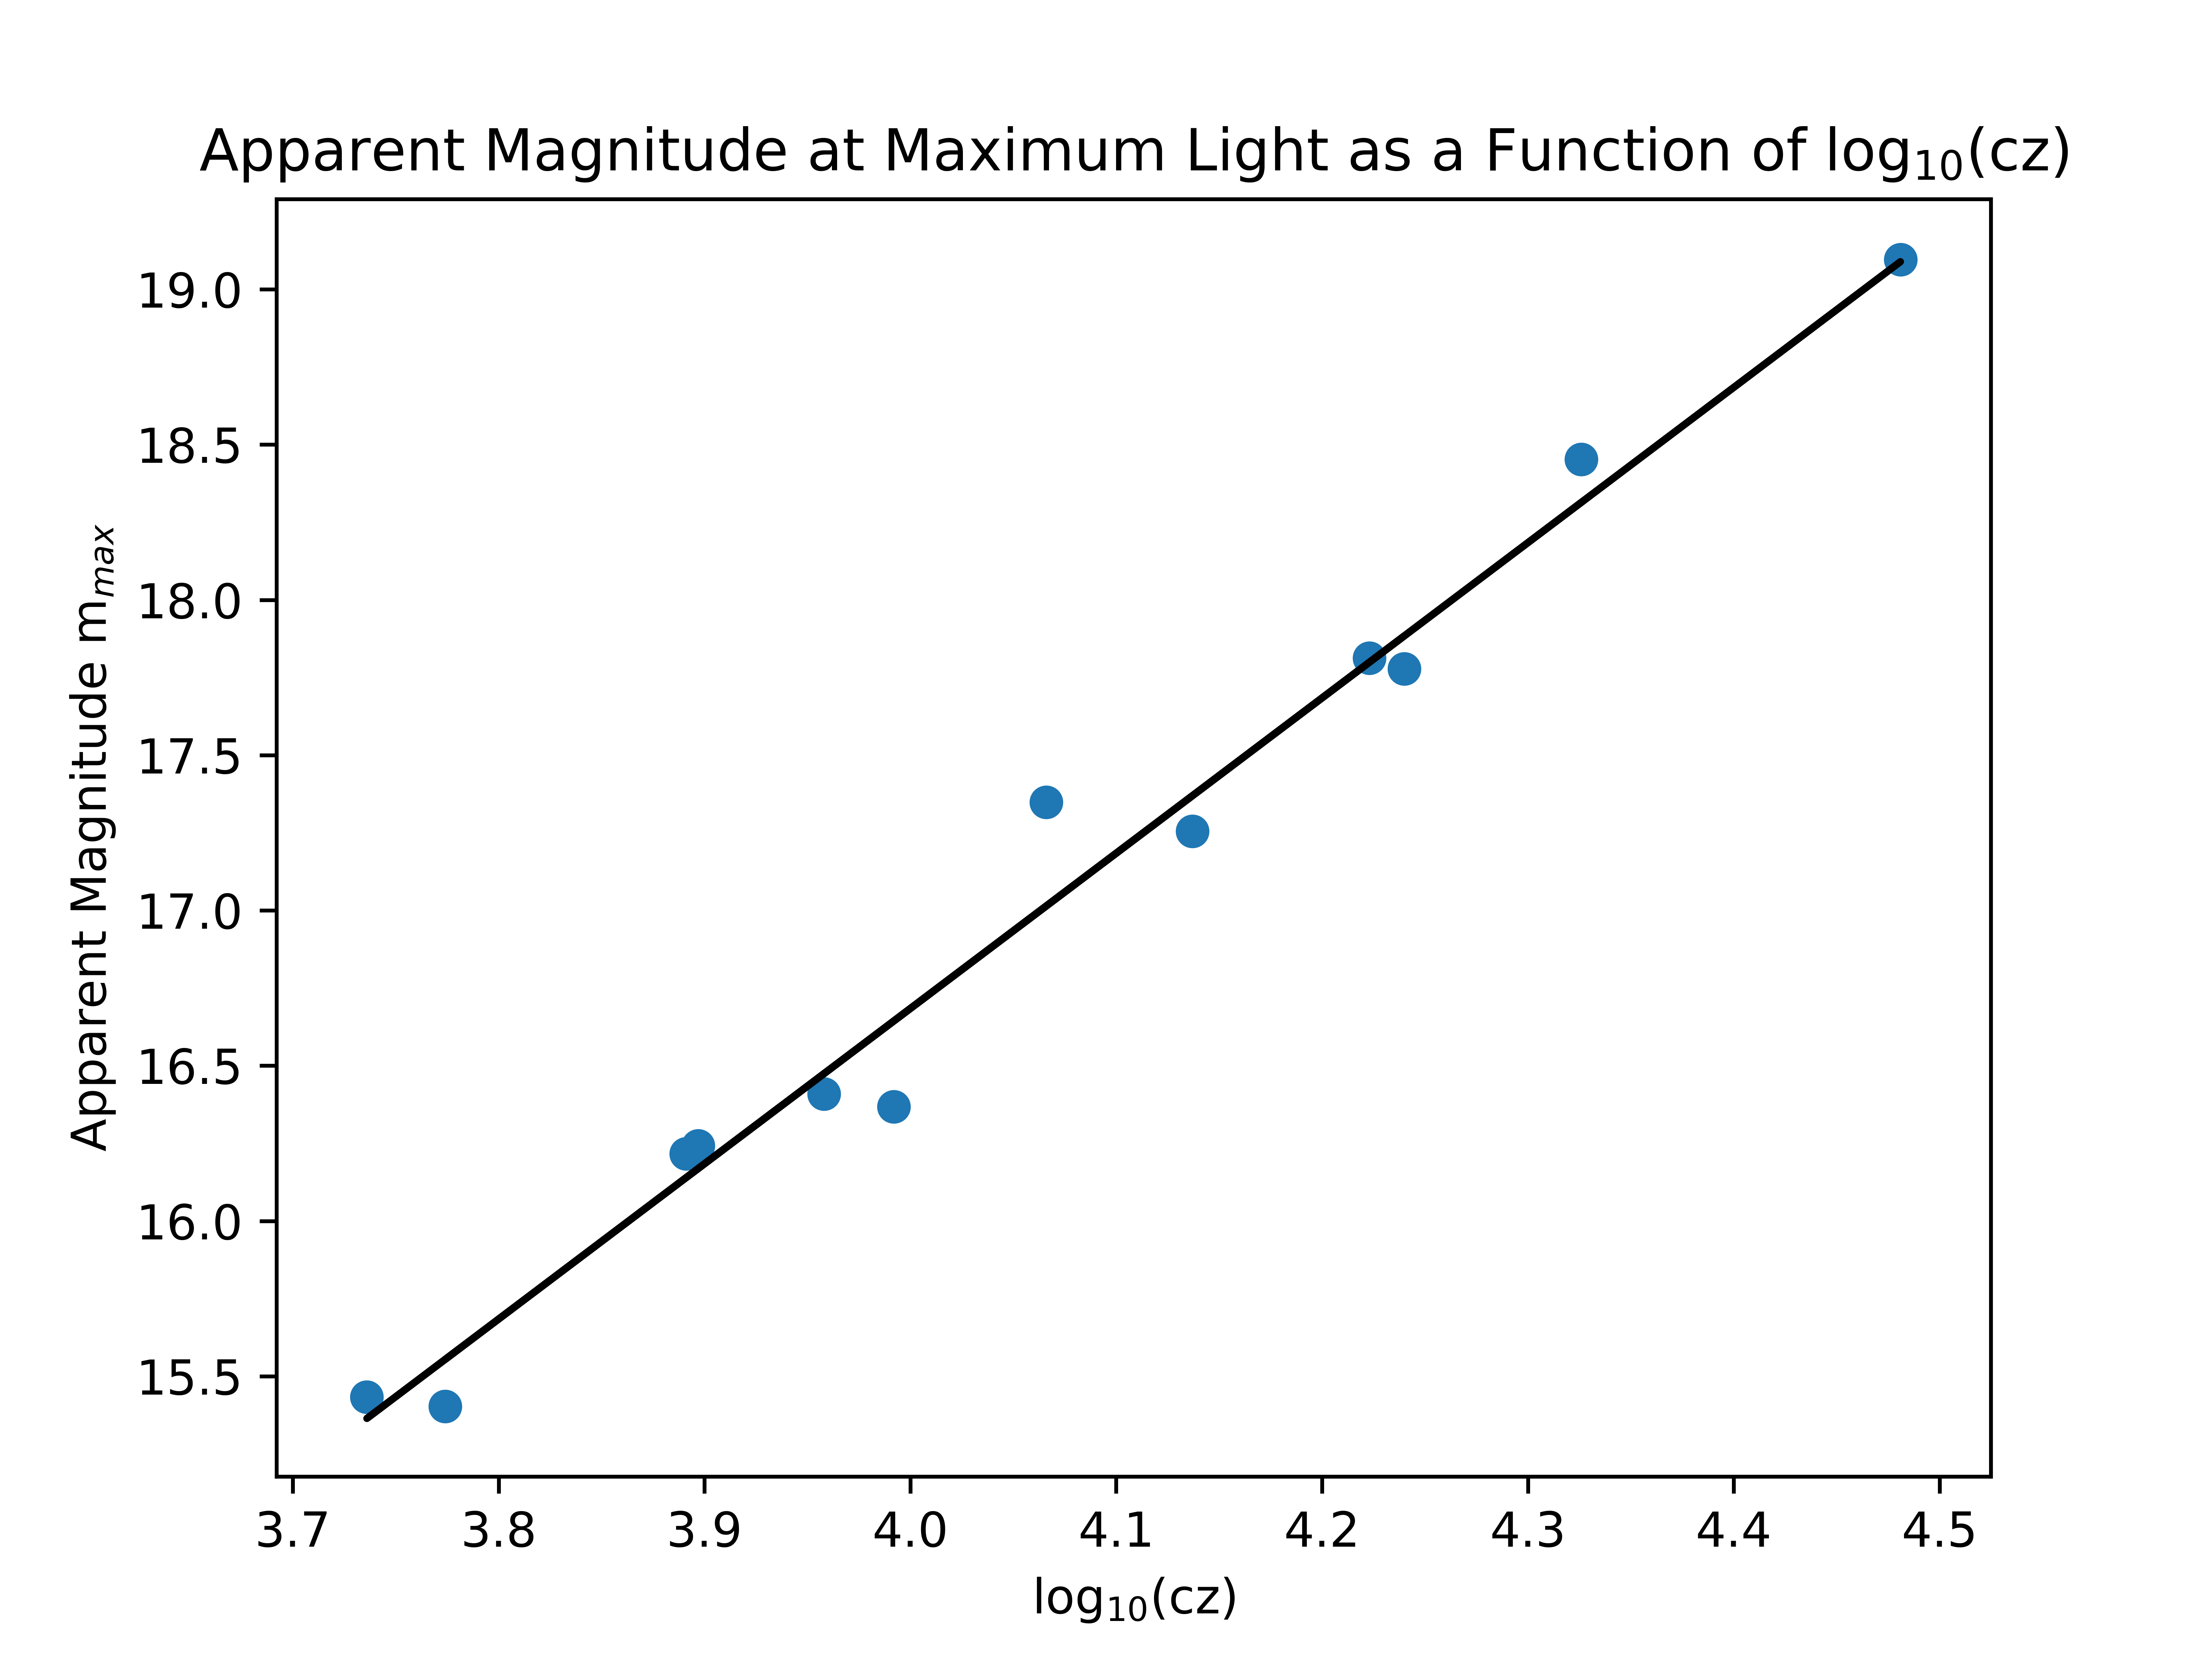 Apparent Magnitude at Maximum Light as a Function of log₁₀(cz)
Apparent Magnitude mₘₐₓ
19.0
18.5
18.0
17.5
17.0
16.5
16.0
15.5
3.7 3.8 3.9 4.0 4.1 4.2 4.3 4.4 4.5
log₁₀(cz)